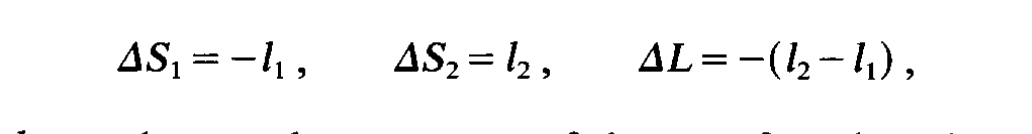 ΔS₁ = −l₁ ,   ΔS₂ = l₂ ,   ΔL = −(l₂ − l₁) ,